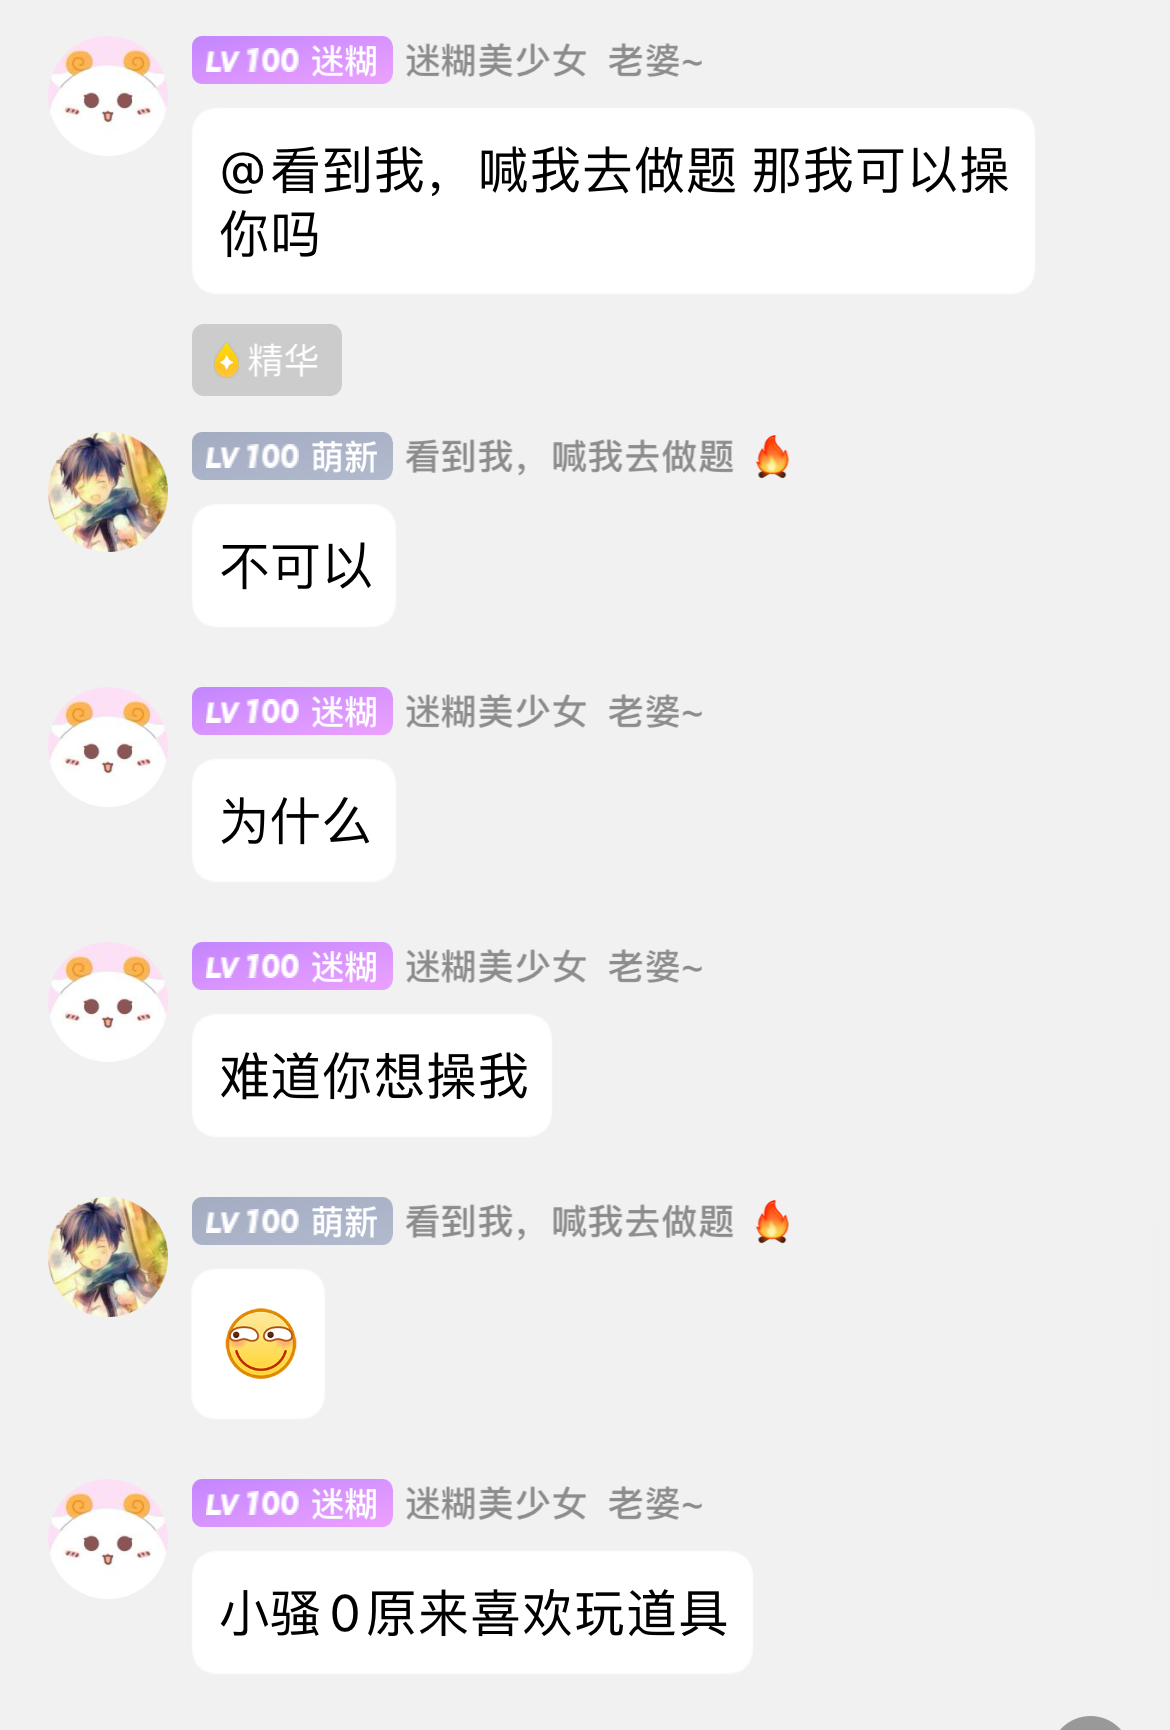 LV 100 迷糊 迷糊美少女 老婆~
@看到我，喊我去做题 那我可以操
你吗
精华
LV 100 萌新 看到我，喊我去做题 🔥
不可以
LV 100 迷糊 迷糊美少女 老婆~
为什么
LV 100 迷糊 迷糊美少女 老婆~
难道你想操我
LV 100 萌新 看到我，喊我去做题 🔥
LV 100 迷糊 迷糊美少女 老婆~
小骚0原来喜欢玩道具